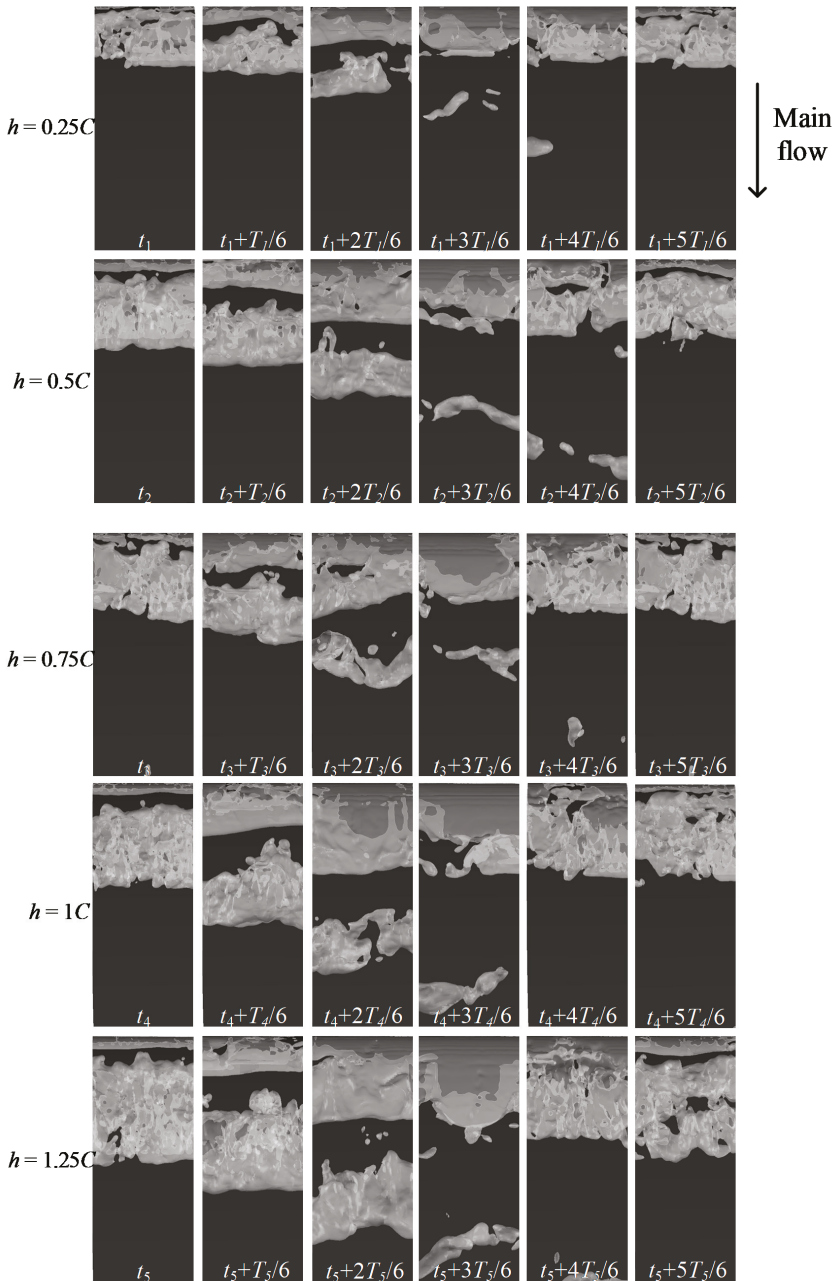 h = 0.25C
Main
flow
t₁
t₁+T₁/6
t₁+2T₁/6
t₁+3T₁/6
t₁+4T₁/6
t₁+5T₁/6
h = 0.5C
t₂
t₂+T₂/6
t₂+2T₂/6
t₂+3T₂/6
t₂+4T₂/6
t₂+5T₂/6
h = 0.75C
t₃
t₃+T₃/6
t₃+2T₃/6
t₃+3T₃/6
t₃+4T₃/6
t₃+5T₃/6
h = 1C
t₄
t₄+T₄/6
t₄+2T₄/6
t₄+3T₄/6
t₄+4T₄/6
t₄+5T₄/6
h = 1.25C
t₅
t₅+T₅/6
t₅+2T₅/6
t₅+3T₅/6
t₅+4T₅/6
t₅+5T₅/6